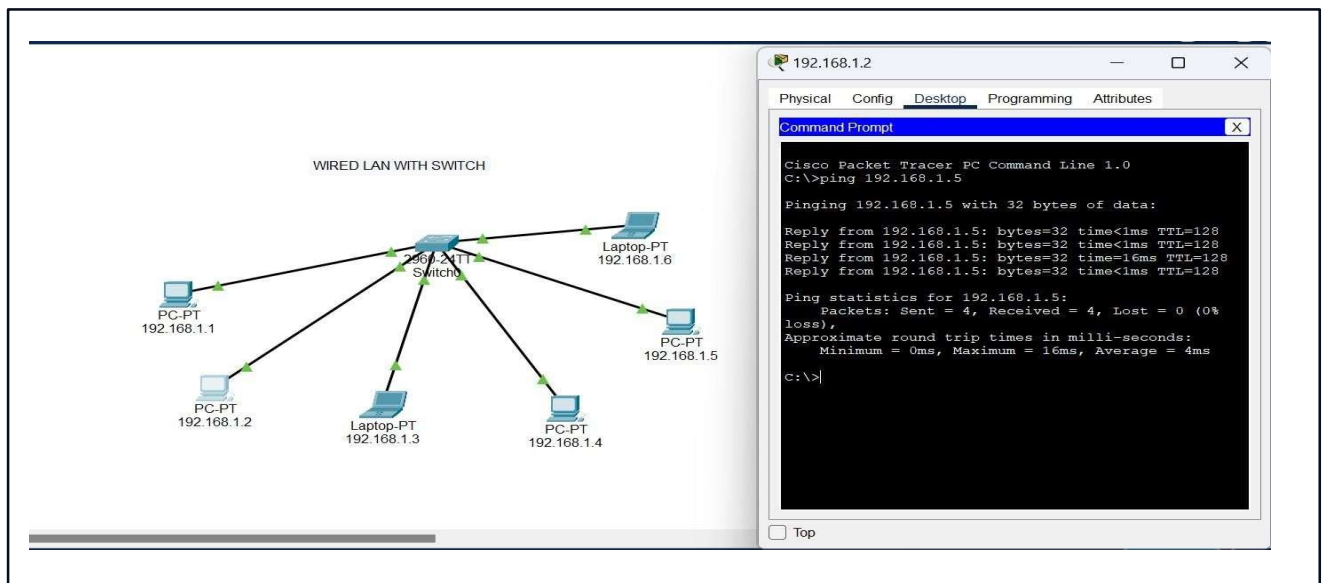 WIRED LAN WITH SWITCH
2960-24TT
Switch0
Laptop-PT
192.168.1.6
PC-PT
192.168.1.1
PC-PT
192.168.1.5
PC-PT
192.168.1.2
Laptop-PT
192.168.1.3
PC-PT
192.168.1.4
192.168.1.2
Physical Config Desktop Programming Attributes
Command Prompt X
Cisco Packet Tracer PC Command Line 1.0
C:\>ping 192.168.1.5
Pinging 192.168.1.5 with 32 bytes of data:
Reply from 192.168.1.5: bytes=32 time<1ms TTL=128
Reply from 192.168.1.5: bytes=32 time<1ms TTL=128
Reply from 192.168.1.5: bytes=32 time=16ms TTL=128
Reply from 192.168.1.5: bytes=32 time<1ms TTL=128
Ping statistics for 192.168.1.5:
Packets: Sent = 4, Received = 4, Lost = 0 (0%
loss),
Approximate round trip times in milli-seconds:
Minimum = 0ms, Maximum = 16ms, Average = 4ms
C:\>
Top